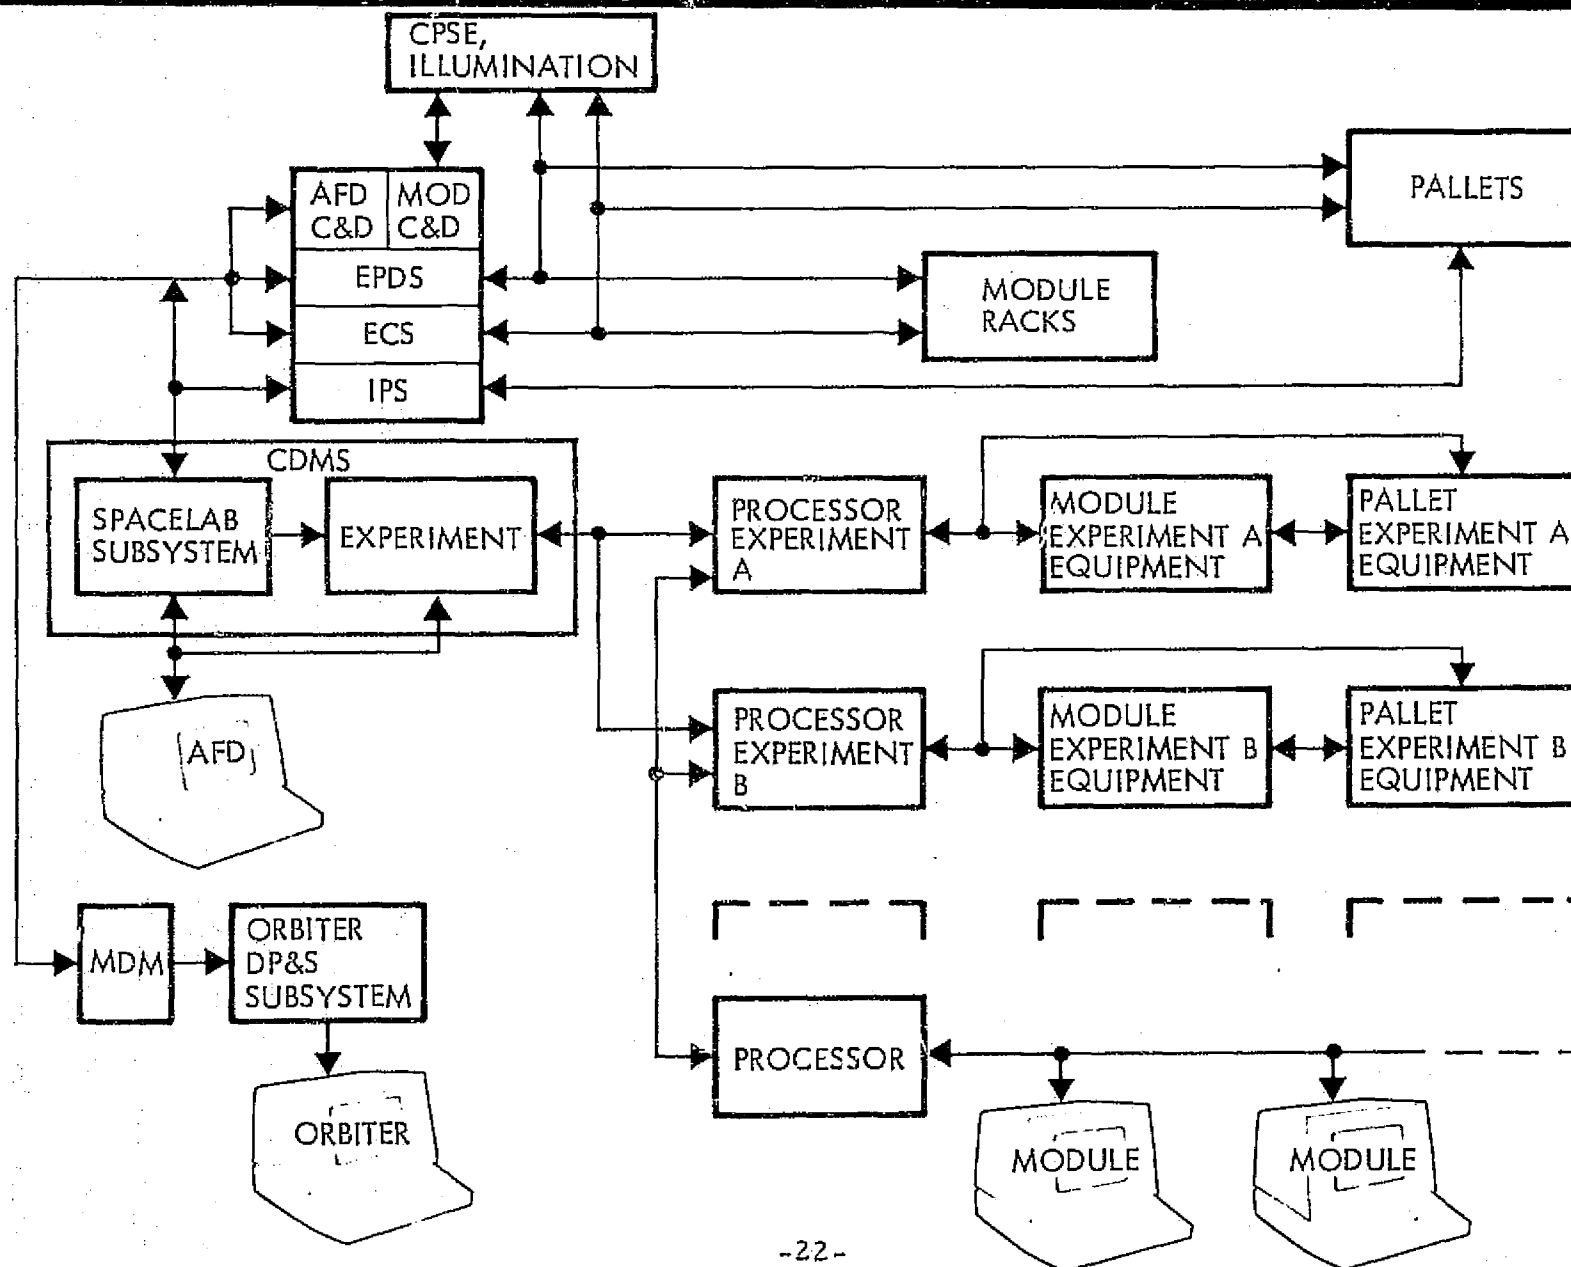 CPSE,
ILLUMINATION
AFD
C&D
MOD
C&D
EPDS
ECS
IPS
PALLETS
MODULE
RACKS
CDMS
SPACELAB
SUBSYSTEM
EXPERIMENT
PROCESSOR
EXPERIMENT
A
MODULE
EXPERIMENT A
EQUIPMENT
PALLET
EXPERIMENT A
EQUIPMENT
AFD
PROCESSOR
EXPERIMENT
B
MODULE
EXPERIMENT B
EQUIPMENT
PALLET
EXPERIMENT B
EQUIPMENT
MDM
ORBITER
DP&S
SUBSYSTEM
ORBITER
PROCESSOR
MODULE
MODULE
-22-